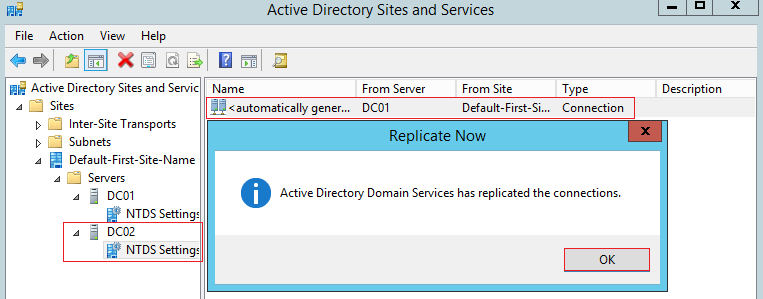 Active Directory Sites and Services
File Action View Help
Active Directory Sites and Servic
Name From Server From Site Type Description
Sites
<automatically gener... DC01 Default-First-Si... Connection
Inter-Site Transports
Subnets
Replicate Now
x
Default-First-Site-Name
Servers
Active Directory Domain Services has replicated the connections.
DC01
NTDS Settings
DC02
NTDS Settings
OK